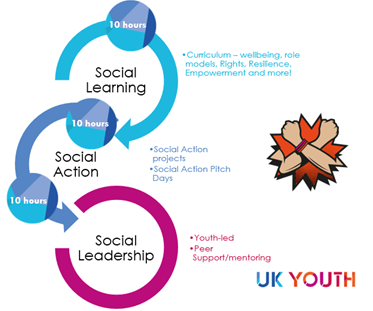 10 hours
Social
Learning
•Curriculum – wellbeing, role
models, Rights, Resilience,
Empowerment and more!
10 hours
Social
Action
•Social Action
projects
•Social Action Pitch
Days
10 hours
Social
Leadership
•Youth-led
•Peer
Support/mentoring
UK YOUTH